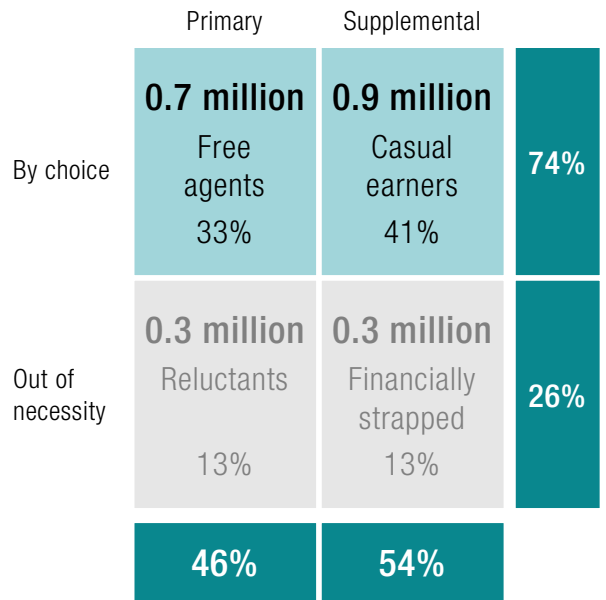 Primary Supplemental
By choice
0.7 million
Free
agents
33%
0.9 million
Casual
earners
41%
74%
Out of
necessity
0.3 million
Reluctants
13%
0.3 million
Financially
strapped
13%
26%
46% 54%